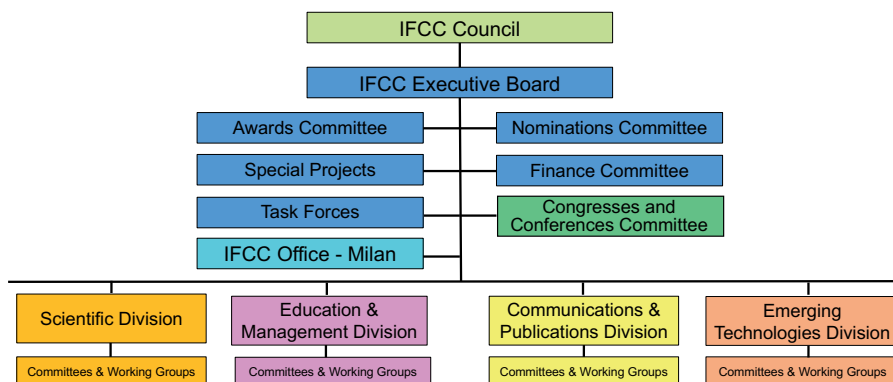 IFCC Council
IFCC Executive Board
Awards Committee
Nominations Committee
Special Projects
Finance Committee
Task Forces
Congresses and
Conferences Committee
IFCC Office - Milan
Scientific Division
Education &
Management Division
Communications &
Publications Division
Emerging
Technologies Division
Committees & Working Groups
Committees & Working Groups
Committees & Working Groups
Committees & Working Groups